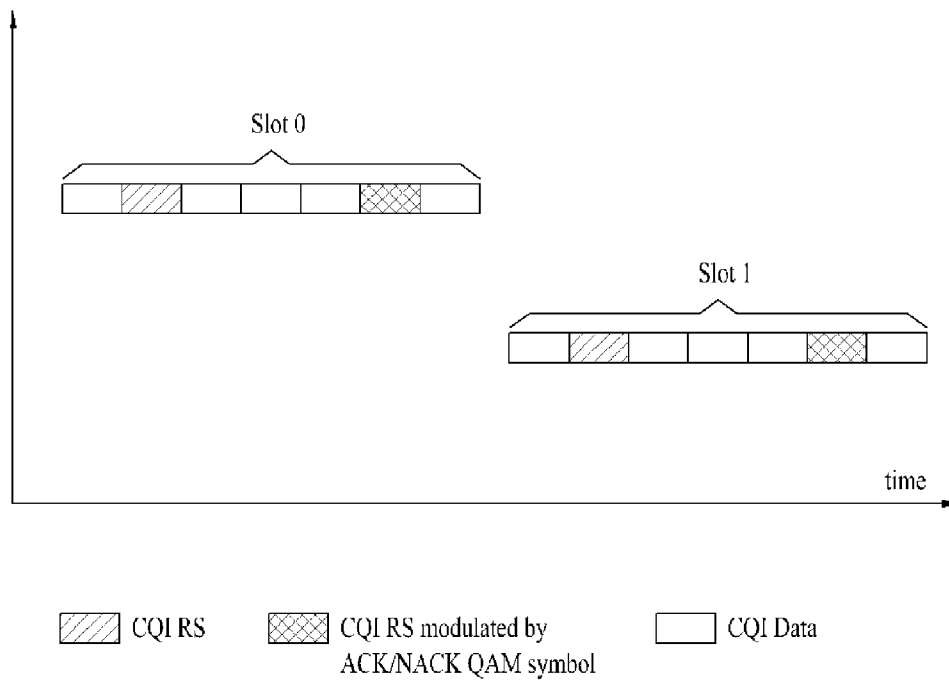 Slot 0
Slot 1
time
CQI RS
CQI RS modulated by
ACK/NACK QAM symbol
CQI Data